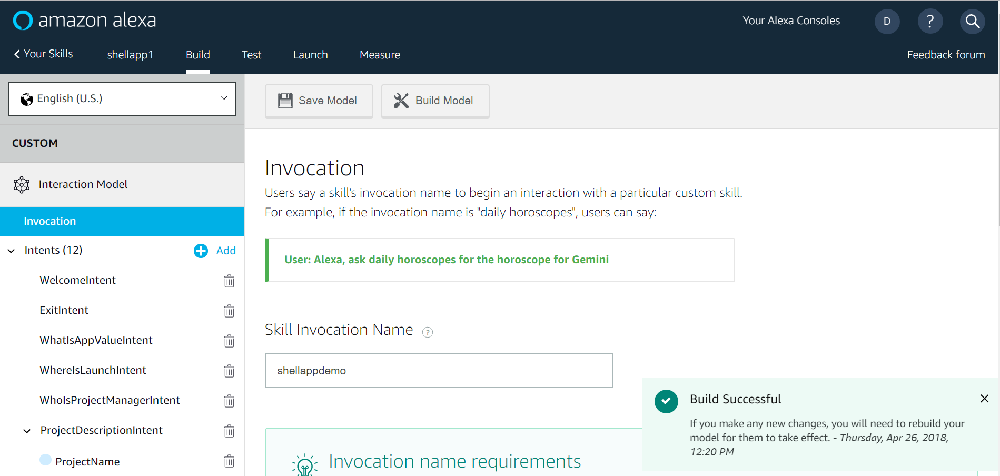 amazon alexa
Your Alexa Consoles
D
?
Your Skills
shellapp1
Build
Test
Launch
Measure
Feedback forum
English (U.S.)
Save Model
Build Model
CUSTOM
Interaction Model
Invocation
Intents (12)
Add
WelcomeIntent
ExitIntent
WhatIsAppValueIntent
WhereIsLaunchIntent
WhoIsProjectManagerIntent
ProjectDescriptionIntent
ProjectName
Invocation
Users say a skill's invocation name to begin an interaction with a particular custom skill.
For example, if the invocation name is "daily horoscopes", users can say:
User: Alexa, ask daily horoscopes for the horoscope for Gemini
Skill Invocation Name ?
shellappdemo
Invocation name requirements
Build Successful
If you make any new changes, you will need to rebuild your
model for them to take effect. - Thursday, Apr 26, 2018,
12:20 PM